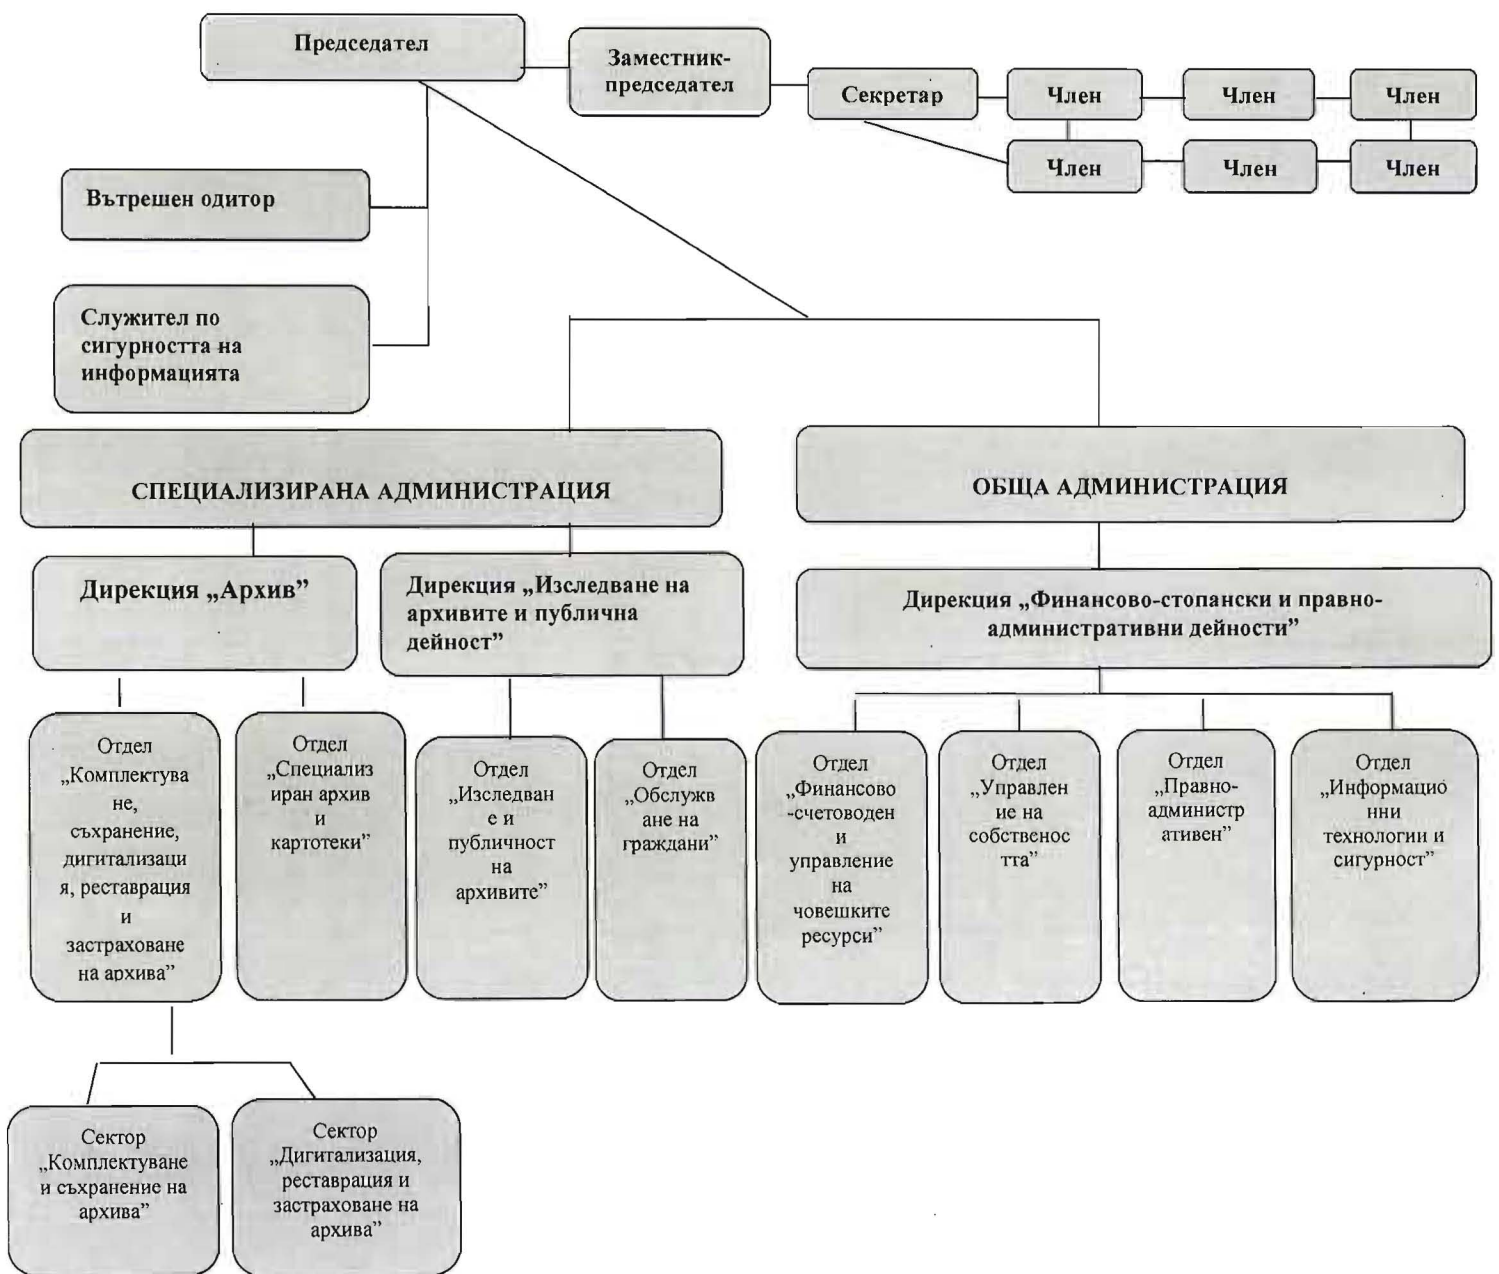 Председател
Заместник-
председател
Секретар
Член
Член
Член
Член
Член
Член
Вътрешен одитор
Служител по
сигурността на
информацията
СПЕЦИАЛИЗИРАНА АДМИНИСТРАЦИЯ
ОБЩА АДМИНИСТРАЦИЯ
Дирекция „Архив”
Дирекция „Изследване на
архивите и публична
дейност”
Дирекция „Финансово-стопански и правно-
административни дейности”
Отдел
„Комплектува
не,
съхранение,
дигитализаци
я, реставрация
и
застраховане
на архива”
Отдел
„Специализ
иран архив
и
картотеки”
Отдел
„Изследван
е и
публичност
на
архивите”
Отдел
„Обслужв
ане на
граждани”
Отдел
„Финансово
-счетоводен
и
управление
на
човешките
ресурси”
Отдел
„Управлен
ие на
собственос
тта”
Отдел
„Правно-
администр
ативен”
Отдел
„Информацио
нни
технологии и
сигурност”
Сектор
„Комплектуване
и съхранение на
архива”
Сектор
„Дигитализация,
реставрация и
застраховане на
архива”